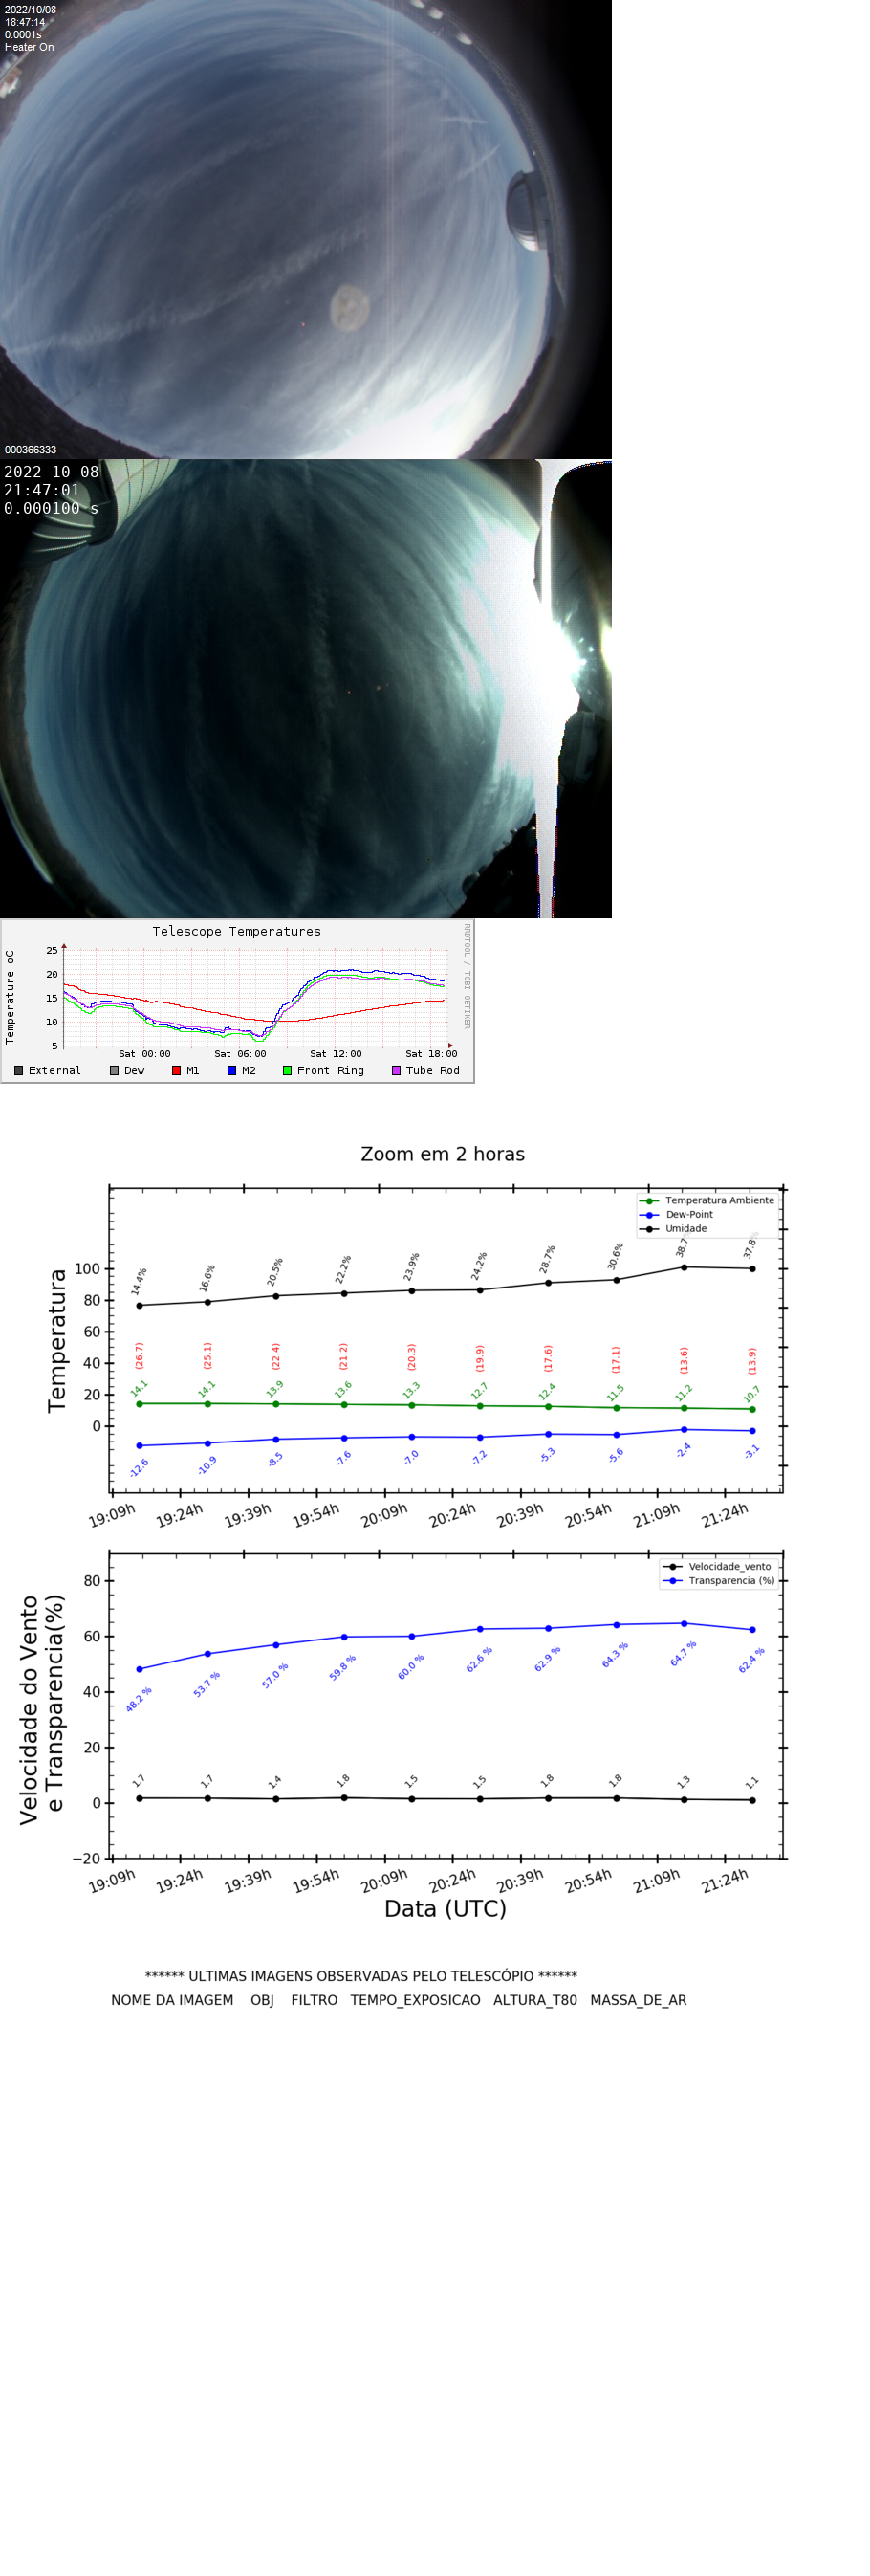 2022/10/08
18:47:14
0.0001s
Heater On
000366333
2022-10-08
21:47:01
0.000100 s
Telescope Temperatures
RRDTOOL / TOBI OETIKER
Temperature oC
25
20
15
10
5
Sat 00:00 Sat 06:00 Sat 12:00 Sat 18:00
External Dew M1 M2 Front Ring Tube Rod
Zoom em 2 horas
Temperatura Ambiente
Dew-Point
Umidade
Temperatura
100
80
60
40
20
0
14.4% 16.6% 20.5% 22.2% 23.9% 24.2% 28.7% 30.6% 38.7 37.8%
(26.7) (25.1) (22.4) (21.2) (20.3) (19.9) (17.6) (17.1) (13.6) (13.9)
14.1 14.1 13.9 13.6 13.3 12.7 12.4 11.5 11.2 10.7
-12.6 -10.9 -8.5 -7.6 -7.0 -7.2 -5.3 -5.6 -2.4 -3.1
19:09h 19:24h 19:39h 19:54h 20:09h 20:24h 20:39h 20:54h 21:09h 21:24h
Velocidade_vento
Transparencia (%)
Velocidade do Vento
e Transparencia(%)
80
60
40
20
0
−20
48.2 % 53.7 % 57.0 % 59.8 % 60.0 % 62.6 % 62.9 % 64.3 % 64.7 % 62.4 %
1.7 1.7 1.4 1.8 1.5 1.5 1.8 1.8 1.3 1.1
19:09h 19:24h 19:39h 19:54h 20:09h 20:24h 20:39h 20:54h 21:09h 21:24h
Data (UTC)
****** ULTIMAS IMAGENS OBSERVADAS PELO TELESCÓPIO ******
NOME DA IMAGEM OBJ FILTRO TEMPO_EXPOSICAO ALTURA_T80 MASSA_DE_AR